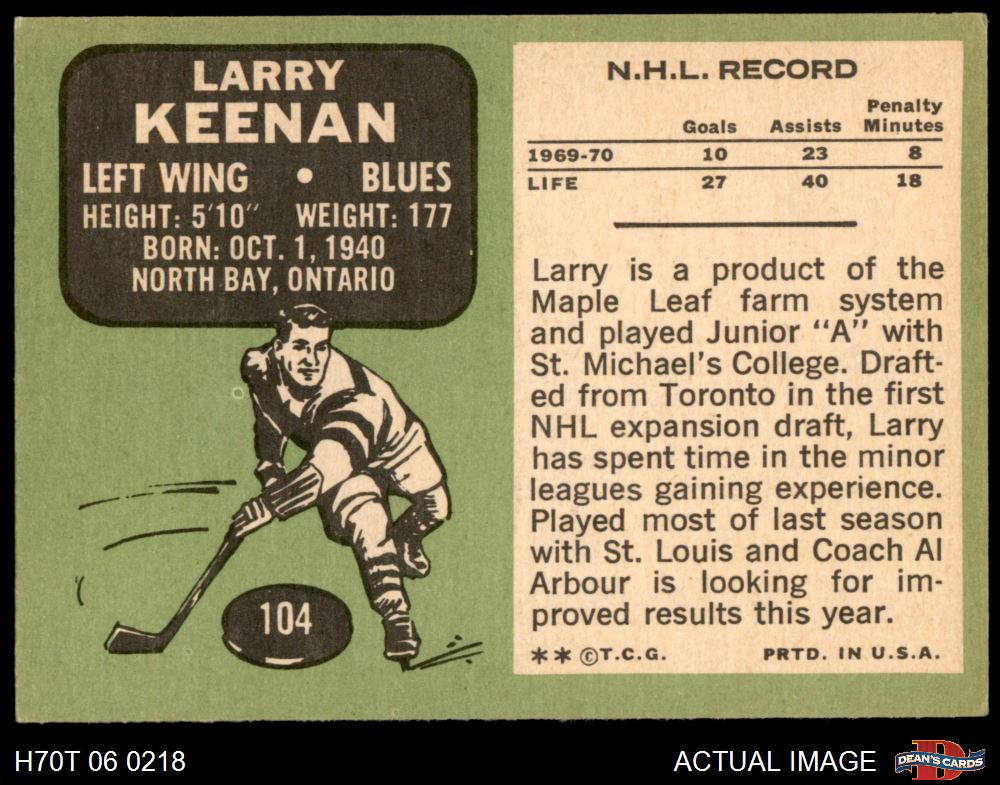 LARRY
KEENAN
LEFT WING • BLUES
HEIGHT: 5'10" WEIGHT: 177
BORN: OCT. 1, 1940
NORTH BAY, ONTARIO
104
N.H.L. RECORD
Goals Assists Penalty Minutes
1969-70 10 23 8
LIFE 27 40 18
Larry is a product of the
Maple Leaf farm system
and played Junior "A" with
St. Michael's College. Draft-
ed from Toronto in the first
NHL expansion draft, Larry
has spent time in the minor
leagues gaining experience.
Played most of last season
with St. Louis and Coach Al
Arbour is looking for im-
proved results this year.
** ©T.C.G. PRTD. IN U.S.A.
H70T 06 0218 ACTUAL IMAGE DEAN'S CARDS